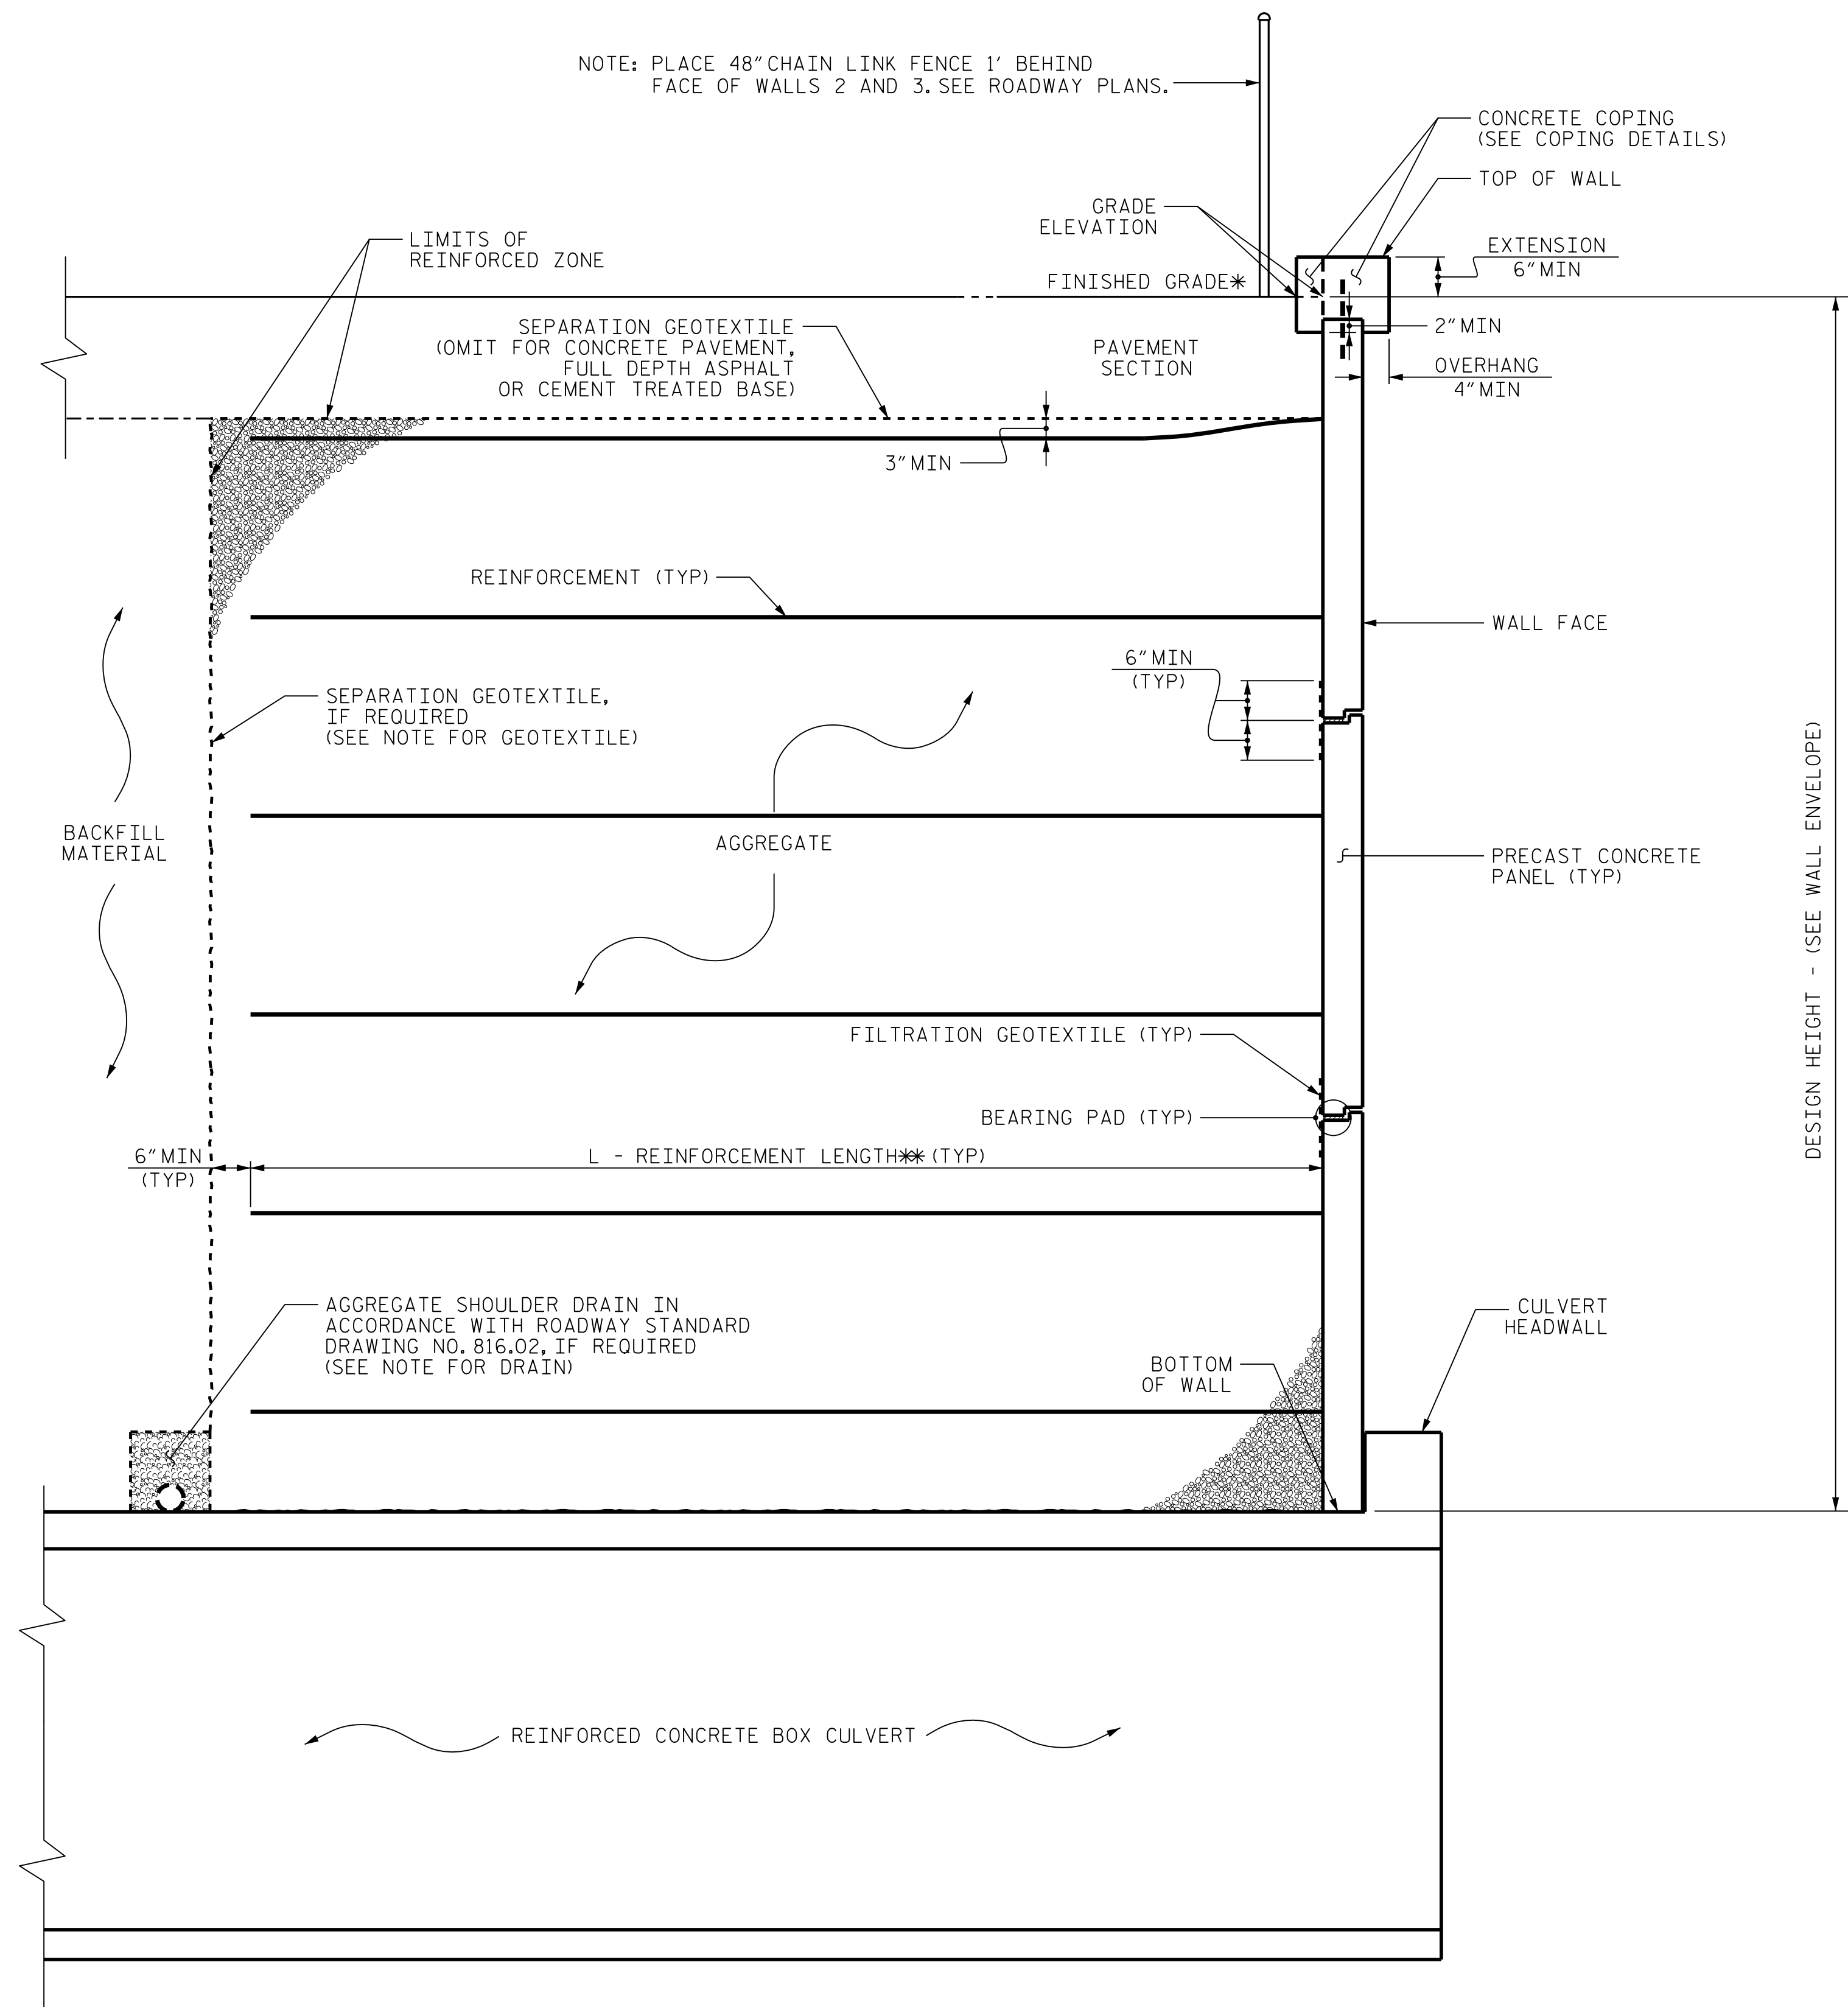 NOTE: PLACE 48" CHAIN LINK FENCE 1' BEHIND
FACE OF WALLS 2 AND 3. SEE ROADWAY PLANS.
CONCRETE COPING
(SEE COPING DETAILS)
TOP OF WALL
GRADE
ELEVATION
LIMITS OF
REINFORCED ZONE
EXTENSION
6" MIN
FINISHED GRADE*
SEPARATION GEOTEXTILE
(OMIT FOR CONCRETE PAVEMENT,
FULL DEPTH ASPHALT
OR CEMENT TREATED BASE)
PAVEMENT
SECTION
2" MIN
OVERHANG
4" MIN
3" MIN
REINFORCEMENT (TYP)
WALL FACE
6" MIN
(TYP)
SEPARATION GEOTEXTILE,
IF REQUIRED
(SEE NOTE FOR GEOTEXTILE)
BACKFILL
MATERIAL
AGGREGATE
PRECAST CONCRETE
PANEL (TYP)
DESIGN HEIGHT - (SEE WALL ENVELOPE)
FILTRATION GEOTEXTILE (TYP)
BEARING PAD (TYP)
6" MIN
(TYP)
L - REINFORCEMENT LENGTH** (TYP)
AGGREGATE SHOULDER DRAIN IN
ACCORDANCE WITH ROADWAY STANDARD
DRAWING NO. 816.02, IF REQUIRED
(SEE NOTE FOR DRAIN)
CULVERT
HEADWALL
BOTTOM
OF WALL
REINFORCED CONCRETE BOX CULVERT